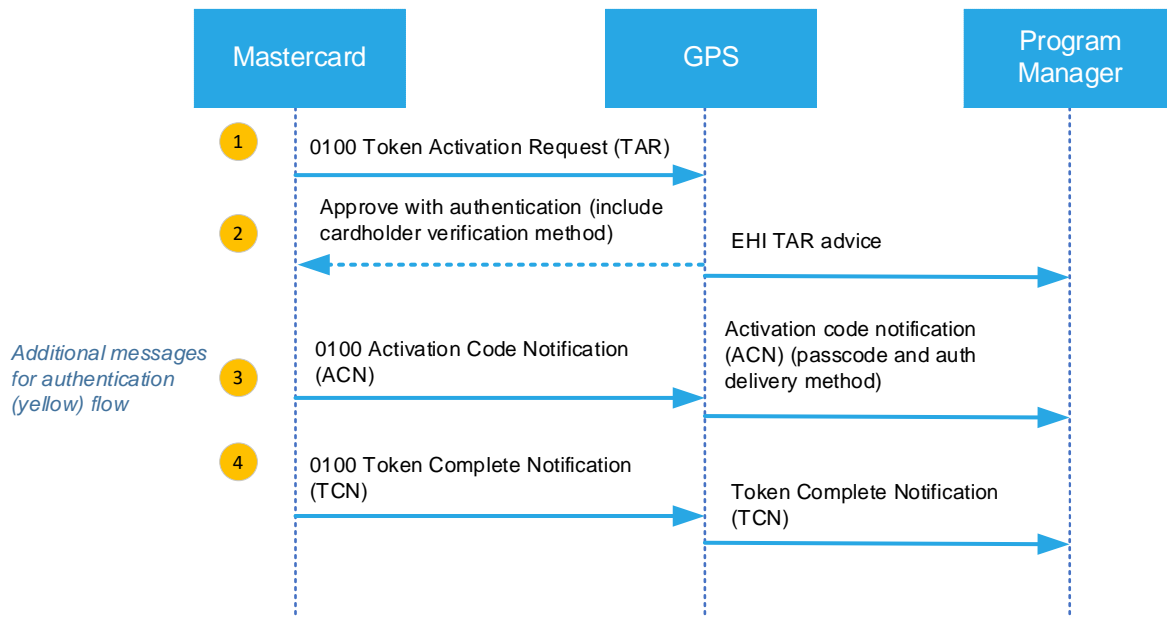 Mastercard
GPS
Program
Manager
1
0100 Token Activation Request (TAR)
2
Approve with authentication (include
cardholder verification method)
EHI TAR advice
Additional messages
for authentication
(yellow) flow
3
0100 Activation Code Notification
(ACN)
Activation code notification
(ACN) (passcode and auth
delivery method)
4
0100 Token Complete Notification
(TCN)
Token Complete Notification
(TCN)